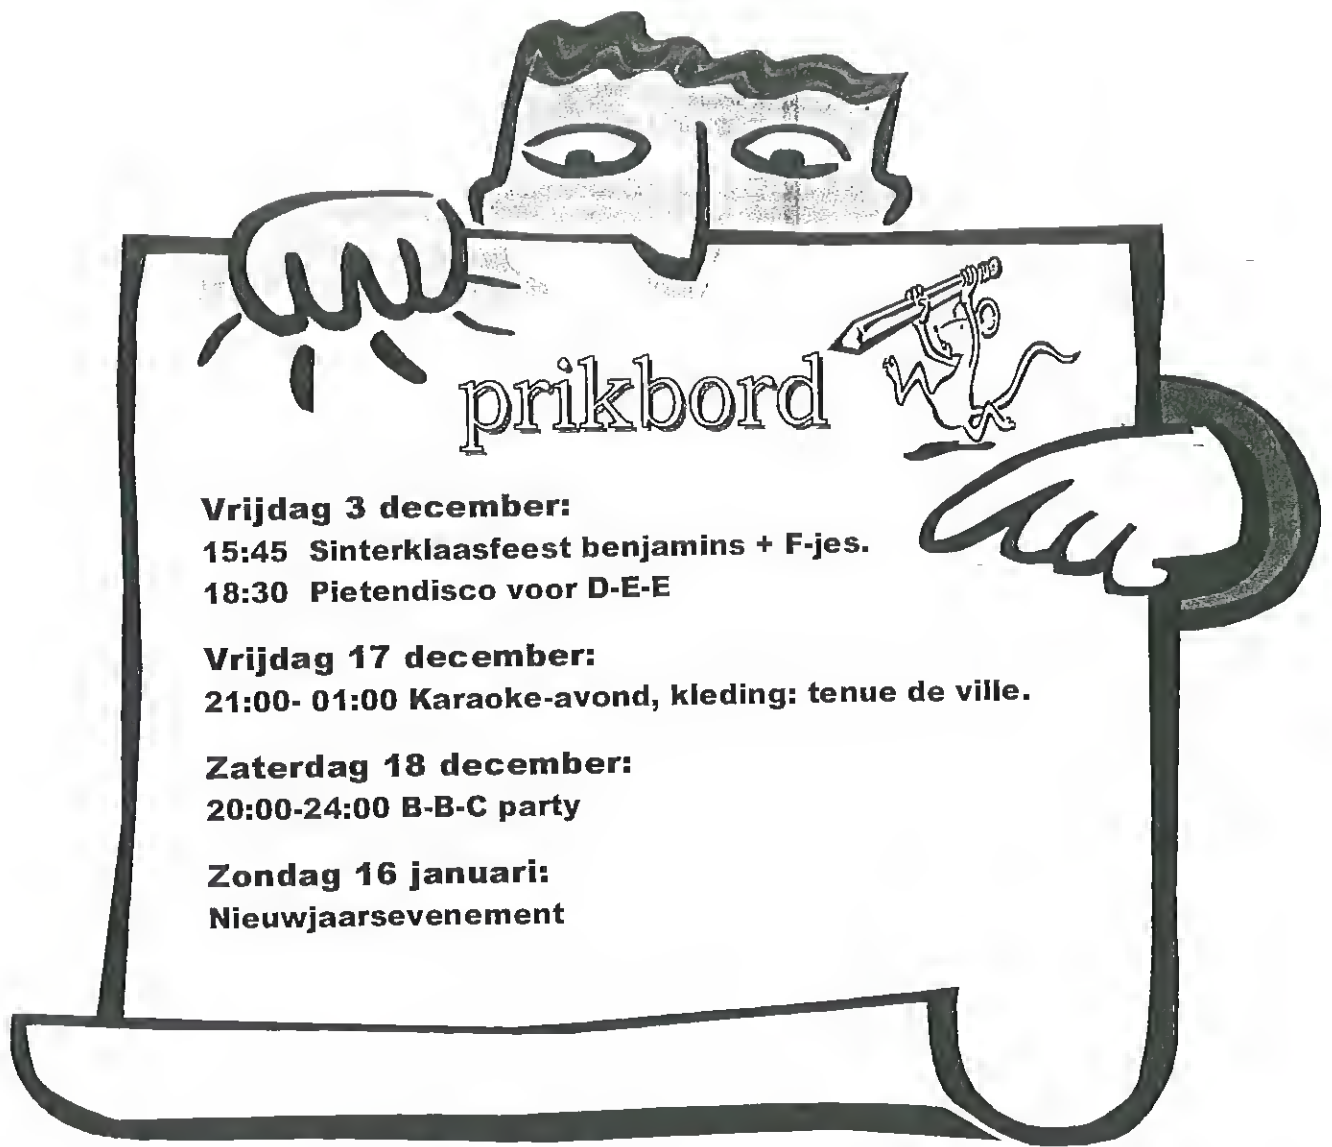 prikbord
Vrijdag 3 december:
15:45 Sinterklaasfeest benjamins + F-jes.
18:30 Pietendisco voor D-E-E
Vrijdag 17 december:
21:00- 01:00 Karaoke-avond, kleding: tenue de ville.
Zaterdag 18 december:
20:00-24:00 B-B-C party
Zondag 16 januari:
Nieuwjaarsevenement